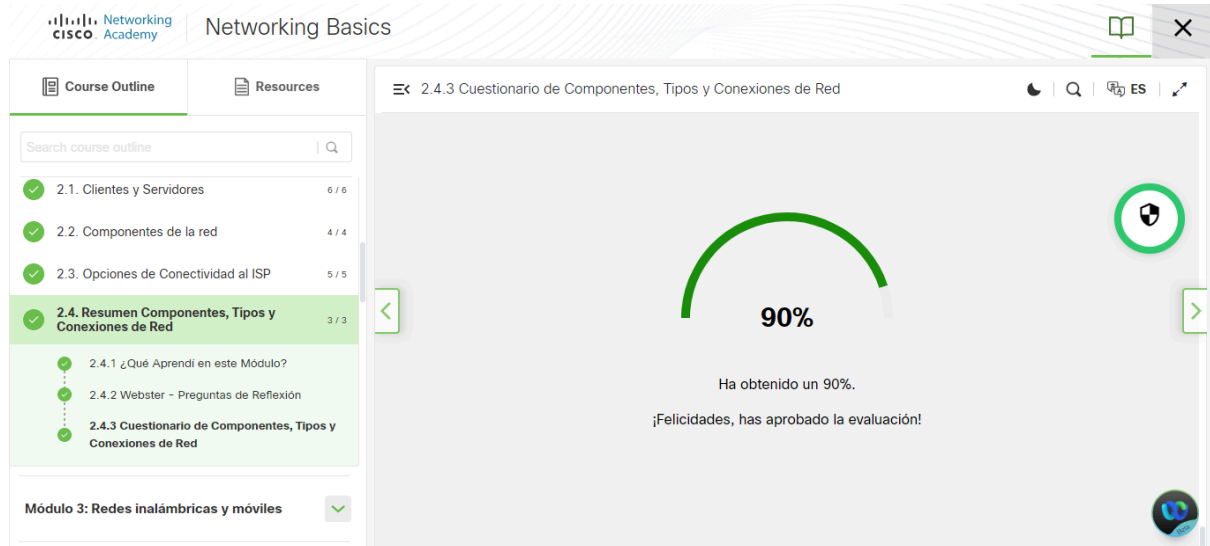 Networking
CISCO Academy
Networking Basics
Course Outline
Resources
Search course outline
2.1. Clientes y Servidores
6 / 6
2.2. Componentes de la red
4 / 4
2.3. Opciones de Conectividad al ISP
5 / 5
2.4. Resumen Componentes, Tipos y
Conexiones de Red
3 / 3
2.4.1 ¿Qué Aprendí en este Módulo?
2.4.2 Webster - Preguntas de Reflexión
2.4.3 Cuestionario de Componentes, Tipos y
Conexiones de Red
Módulo 3: Redes inalámbricas y móviles
2.4.3 Cuestionario de Componentes, Tipos y Conexiones de Red
ES
90%
Ha obtenido un 90%.
¡Felicidades, has aprobado la evaluación!
Beta